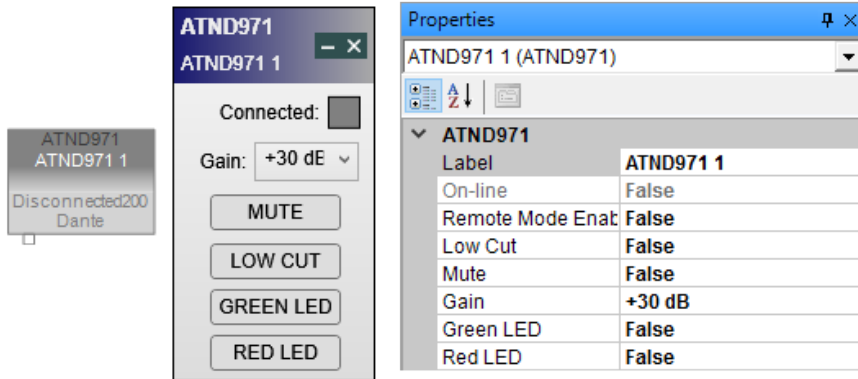 ATND971
ATND971 1
Disconnected200
Dante
ATND971
ATND971 1
Connected:
Gain: +30 dE
MUTE
LOW CUT
GREEN LED
RED LED
Properties
ATND971 1 (ATND971)
A
Z
ATND971
Label ATND971 1
On-line False
Remote Mode Enab False
Low Cut False
Mute False
Gain +30 dB
Green LED False
Red LED False